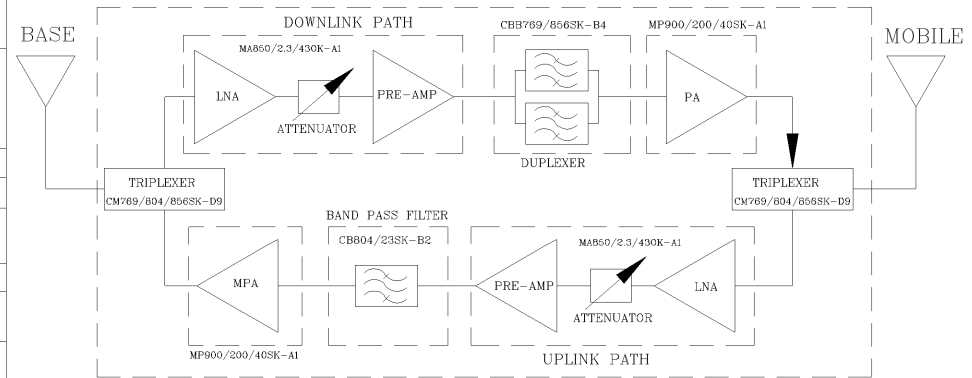 DOWNLINK PATH
CBB769/856SK-B4
MP900/200/40SK-A1
BASE
MOBILE
MA850/2.3/430K-A1
LNA
PRE-AMP
PA
ATTENUATOR
DUPLEXER
TRIPLEXER
CM769/804/856SK-D9
TRIPLEXER
CM769/804/856SK-D9
BAND PASS FILTER
CB804/23SK-B2
MA850/2.3/430K-A1
MPA
PRE-AMP
LNA
ATTENUATOR
MP900/200/40SK-A1
UPLINK PATH